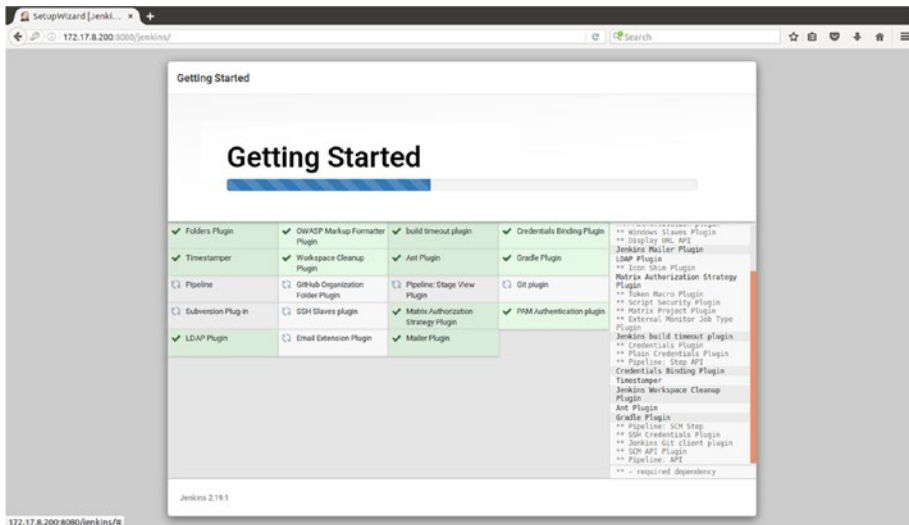 SetupWizard [Jenki...
172.17.8.200:8080/jenkins/
Search
Getting Started
Getting Started
Folders Plugin
OWASP Markup Formatter
Plugin
build timeout plugin
Credentials Binding Plugin
Timestamper
Workspace Cleanup
Plugin
Ant Plugin
Gradle Plugin
Pipeline
GitHub Organization
Folder Plugin
Pipeline: Stage View
Plugin
Git plugin
Subversion Plug in
SSH Slaves plugin
Matrix Authorization
Strategy Plugin
PAM Authentication plugin
LDAP Plugin
Email Extension Plugin
Mailer Plugin
** Windows Slaves Plugin
** Display URL API
Jenkins Mailer Plugin
LDAP Plugin
** Icon Shim Plugin
Matrix Authorization Strategy
Plugin
** Token Macro Plugin
** Script Security Plugin
** Matrix Project Plugin
** External Monitor Job Type
Plugin
Jenkins build timeout plugin
** Credentials Plugin
** Plain Credentials Plugin
** Pipeline: Step API
Credentials Binding Plugin
Timestamper
Jenkins Workspace Cleanup
Plugin
Ant Plugin
Gradle Plugin
** Pipeline: SCM Step
** SSH Credentials Plugin
** Jenkins Git client plugin
** SCM API Plugin
** Pipeline: API
** - required dependency
Jenkins 2.19.1
172.17.8.200:8080/jenkins/#